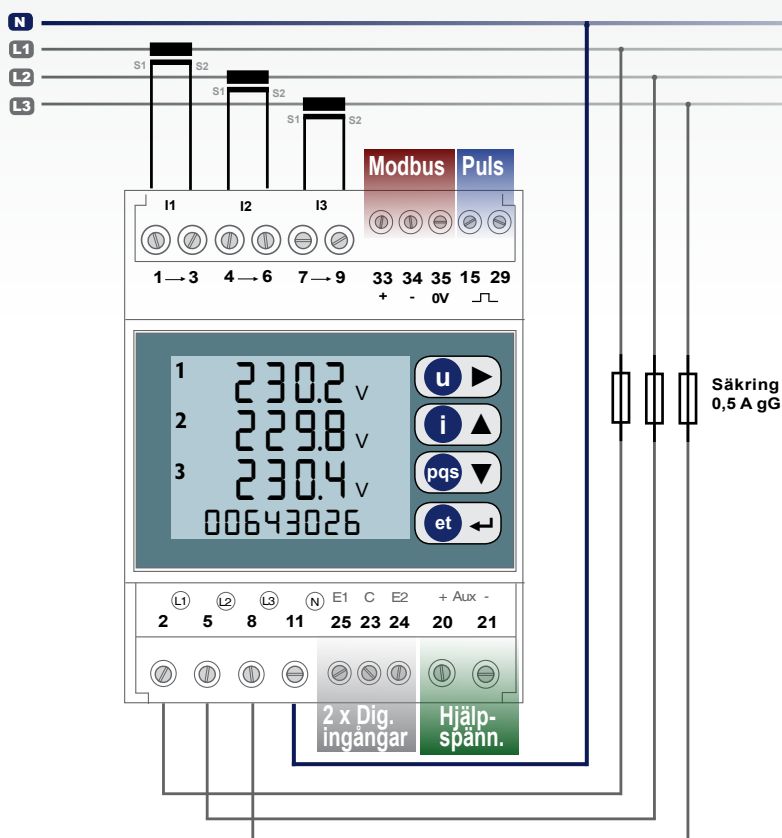 N
L1
S1 S2
L2
S1 S2
L3
S1 S2
Modbus Puls
I1 I2 I3
1 → 3 4 → 6 7 → 9 33 34 35 15 29
+ - 0V
1 230.2 V
2 229.8 V
3 230.4 V
00643026
u
i
pqs
et
Säkring
0,5 A gG
L1 L2 L3 N E1 C E2 + Aux -
2 5 8 11 25 23 24 20 21
2 x Dig.
ingångar
Hjälp-
spänn.